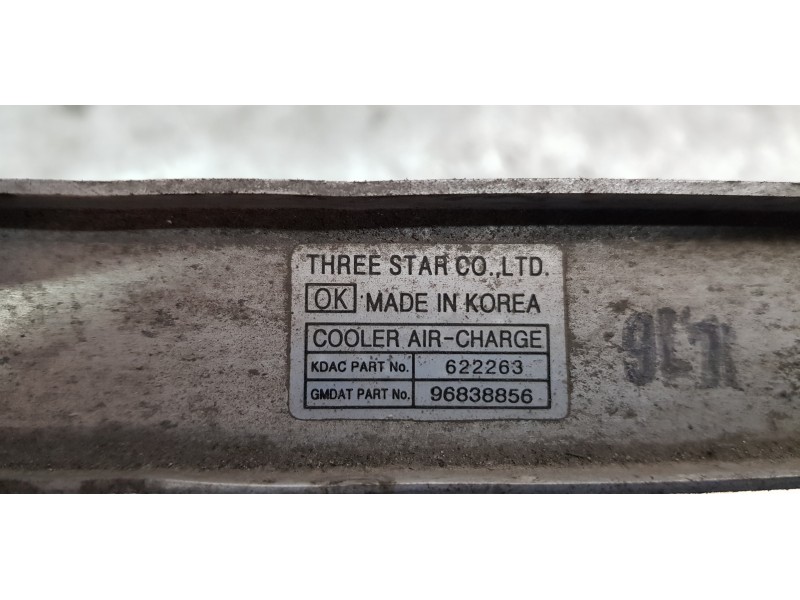 THREE STAR CO.,LTD.
OK MADE IN KOREA
COOLER AIR-CHARGE
KDAC PART No. 622263
GMDAT PART No. 96838856